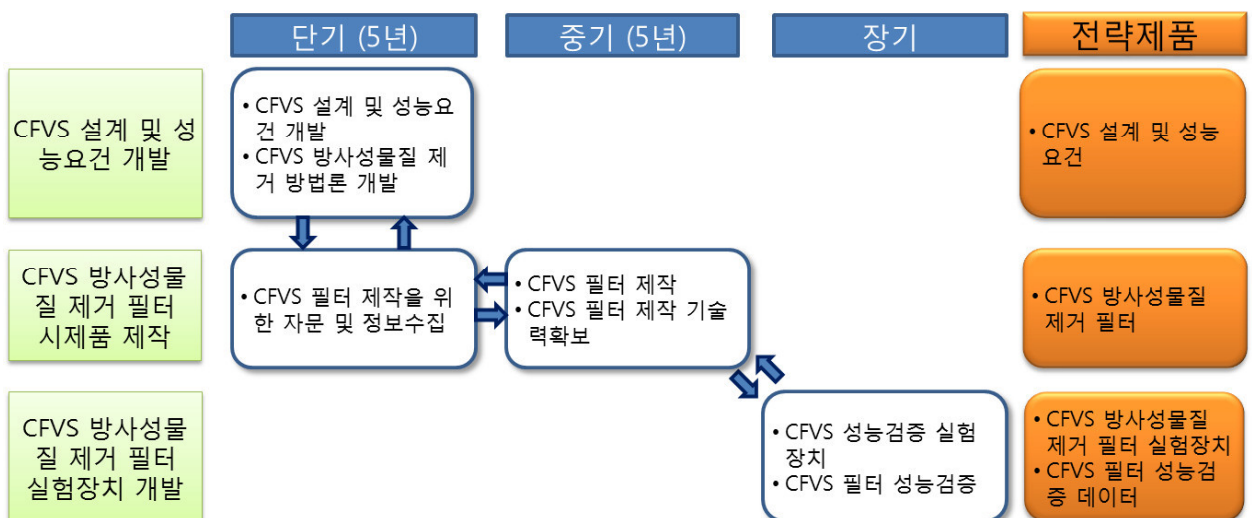 단기 (5년)
중기 (5년)
장기
전략제품
CFVS 설계 및 성
능요건 개발
• CFVS 설계 및 성능요
건 개발
• CFVS 방사성물질 제
거 방법론 개발
• CFVS 설계 및 성능
요건
CFVS 방사성물
질 제거 필터
시제품 제작
• CFVS 필터 제작을 위
한 자문 및 정보수집
• CFVS 필터 제작
• CFVS 필터 제작 기술
력확보
• CFVS 방사성물질
제거 필터
CFVS 방사성물
질 제거 필터
실험장치 개발
• CFVS 성능검증 실험
장치
• CFVS 필터 성능검증
• CFVS 방사성물질
제거 필터 실험장치
• CFVS 필터 성능검
증 데이터